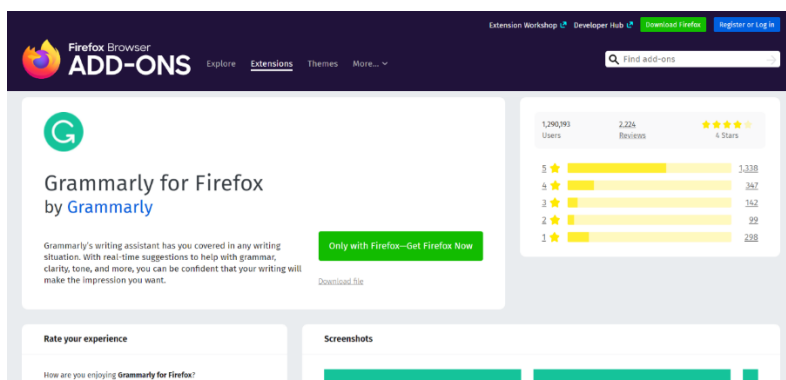 Extension Workshop Developer Hub Download Firefox Register or Log in
Firefox Browser
ADD-ONS
Explore Extensions Themes More...
Find add-ons
Grammarly for Firefox
by Grammarly
Grammarly's writing assistant has you covered in any writing
situation. With real-time suggestions to help with grammar,
clarity, tone, and more, you can be confident that your writing will
make the impression you want.
Only with Firefox—Get Firefox Now
Download file
1,290,193 2,224
Users Reviews 4 Stars
5 1,338
4 347
3 142
2 99
1 298
Rate your experience
How are you enjoying Grammarly for Firefox?
Screenshots